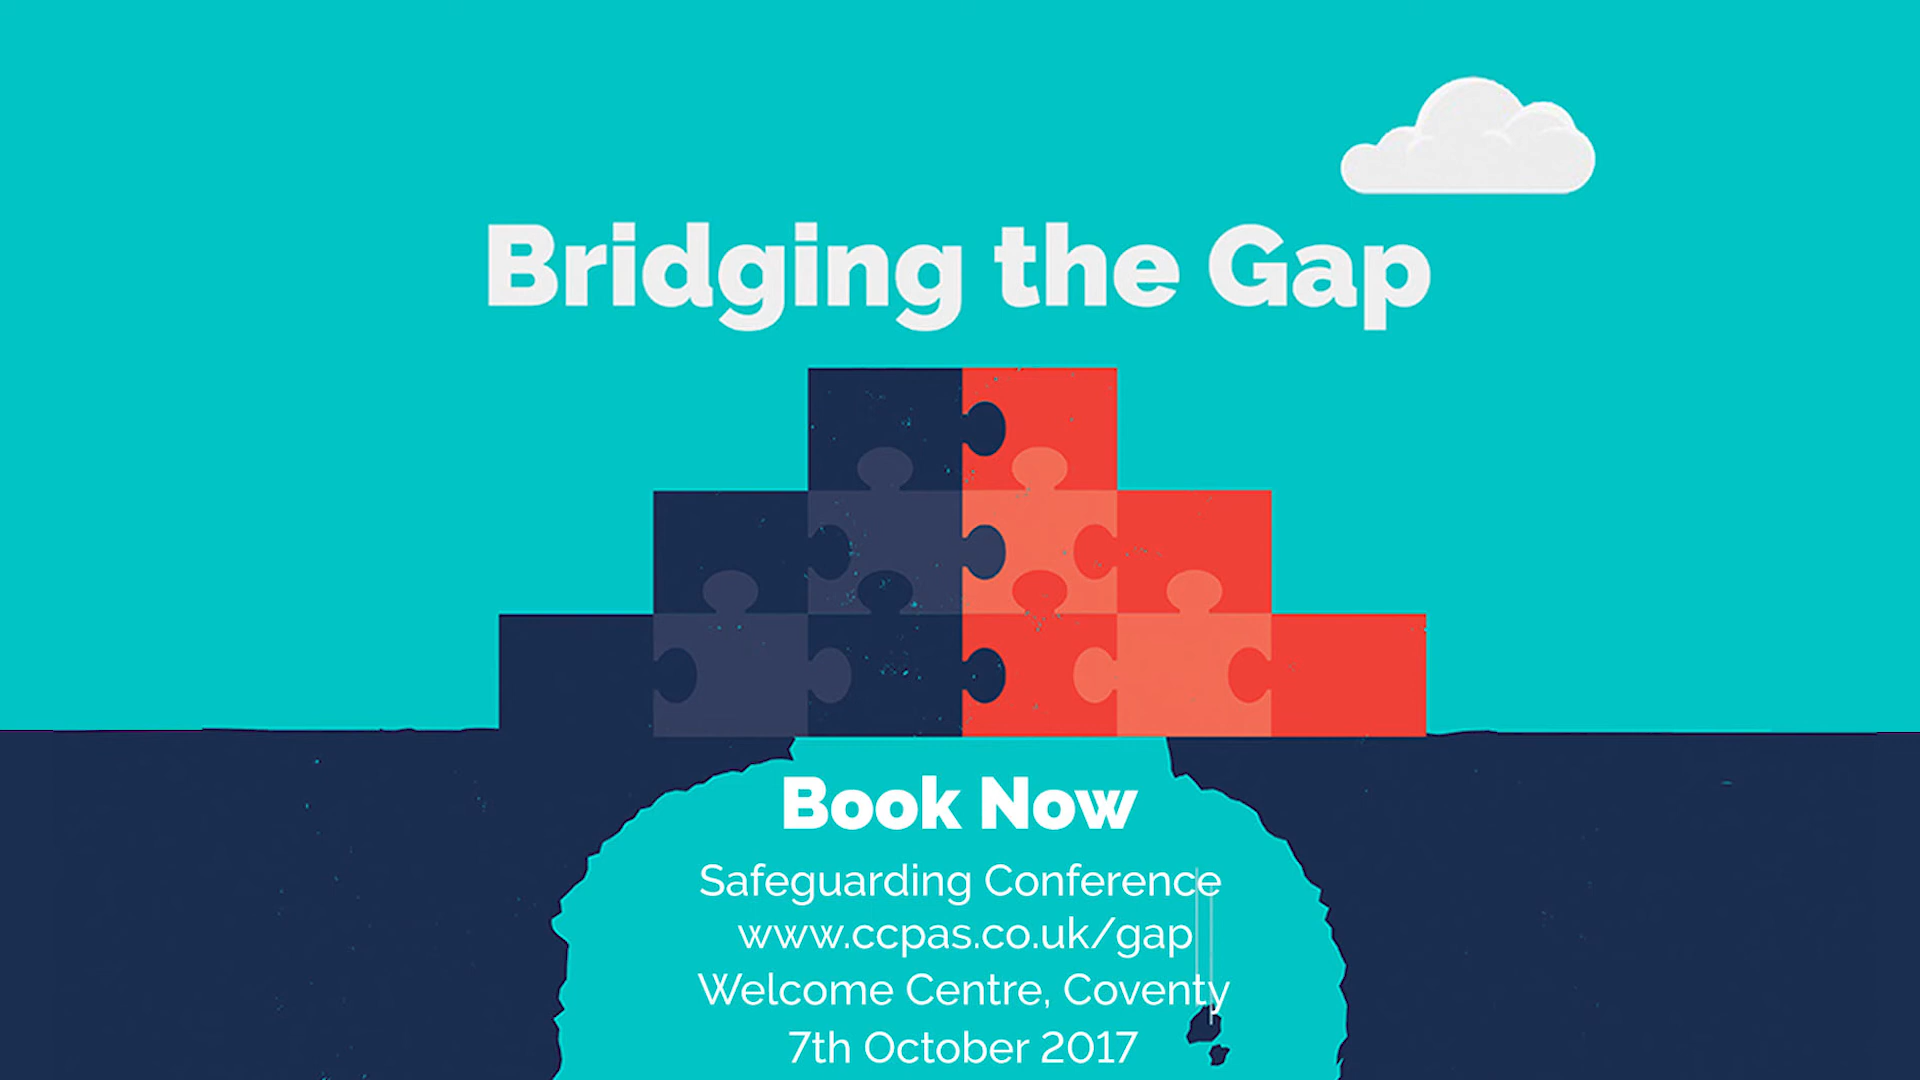 Bridging the Gap
Book Now
Safeguarding Conference
www.ccpas.co.uk/gap
Welcome Centre, Coventy
7th October 2017